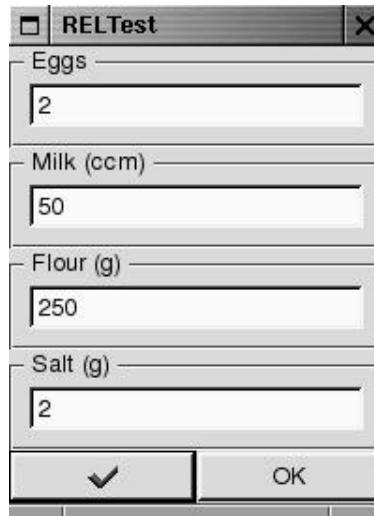 RELTest
Eggs
2
Milk (ccm)
50
Flour (g)
250
Salt (g)
2
OK